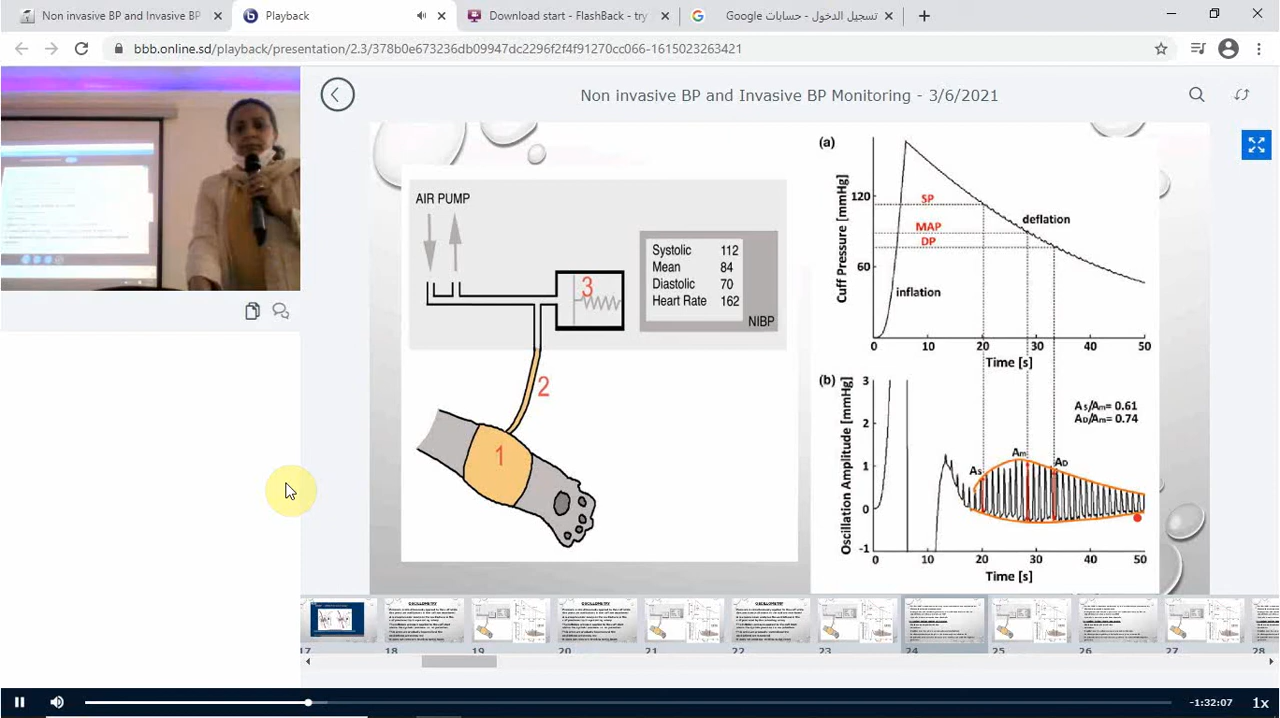 Non invasive BP and Invasive BP
Playback
Download start - FlashBack - try
تسجيل الدخول - حسابات Google
bbb.online.sd/playback/presentation/2.3/378b0e673236db09947dc2296f2f4f91270cc066-1615023263421
Non invasive BP and Invasive BP Monitoring - 3/6/2021
AIR PUMP
Systolic 112
Mean 84
Diastolic 70
Heart Rate 162
NIBP
1
2
3
(a)
Cuff Pressure [mmHg]
120
60
SP
MAP
DP
deflation
inflation
0 10 20 30 40 50
Time [s]
(b)
Oscillation Amplitude [mmHg]
3
2
1
0
-1
As/Am= 0.61
AD/Am= 0.74
As
Am
AD
0 10 20 30 40 50
Time [s]
OSCILLOMETRY
OSCILLOMETRY
OSCILLOMETRY
17 18 19 20 21 22 23 24 25 26 27 28
-1:32:07
1x